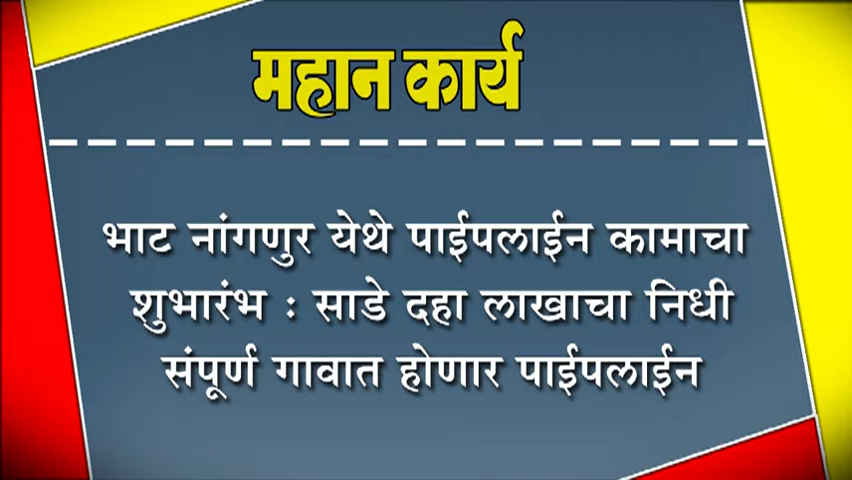 महान कार्य
भाट नांगणुर येथे पाईपलाईन कामाचा
शुभारंभ : साडे दहा लाखाचा निधी
संपूर्ण गावात होणार पाईपलाईन